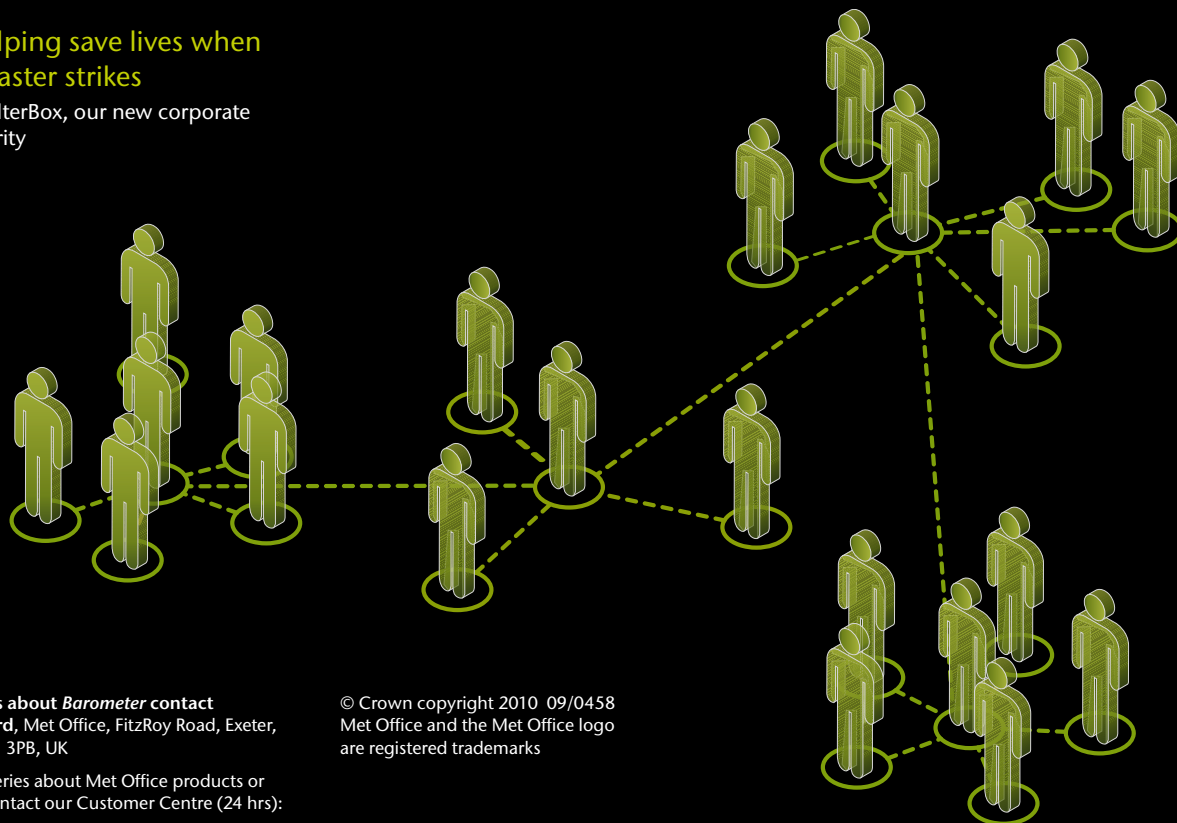 lping save lives when
aster strikes
lterBox, our new corporate
rity
s about Barometer contact
rd, Met Office, FitzRoy Road, Exeter,
3PB, UK
eries about Met Office products or
ntact our Customer Centre (24 hrs):
© Crown copyright 2010 09/0458
Met Office and the Met Office logo
are registered trademarks